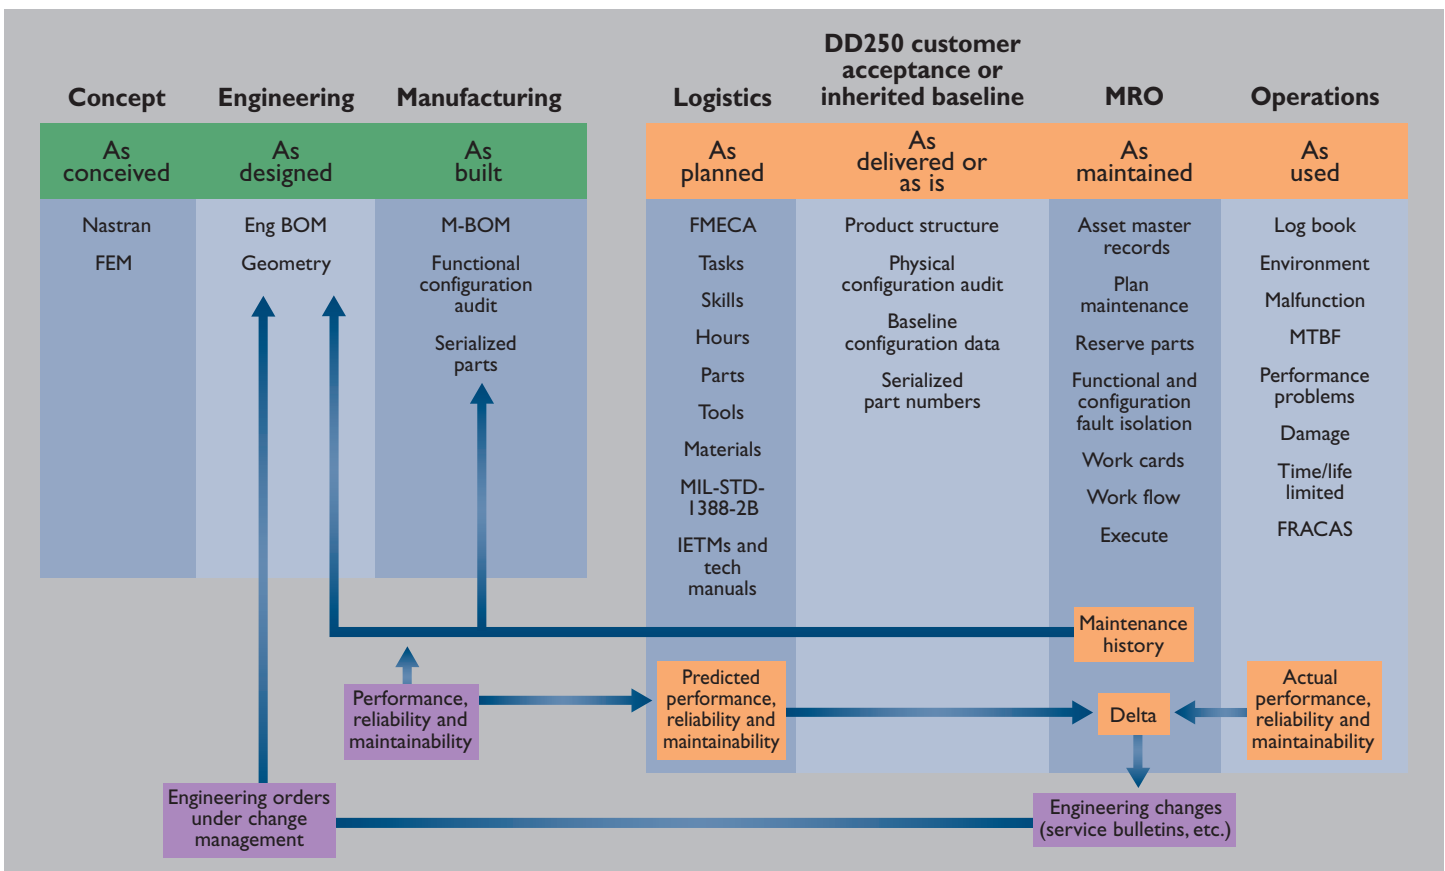 DD250 customer
acceptance or
inherited baseline
Concept
Engineering
Manufacturing
Logistics
MRO
Operations
As
conceived
As
designed
As
built
As
planned
As
delivered or
as is
As
maintained
As
used
Nastran
FEM
Eng BOM
Geometry
M-BOM
Functional
configuration
audit
Serialized
parts
FMECA
Tasks
Skills
Hours
Parts
Tools
Materials
MIL-STD-
1388-2B
IETMs and
tech
manuals
Product structure
Physical
configuration audit
Baseline
configuration data
Serialized
part numbers
Asset master
records
Plan
maintenance
Reserve parts
Functional and
configuration
fault isolation
Work cards
Work flow
Execute
Log book
Environment
Malfunction
MTBF
Performance
problems
Damage
Time/life
limited
FRACAS
Maintenance
history
Performance,
reliability and
maintainability
Predicted
performance,
reliability and
maintainability
Delta
Actual
performance,
reliability and
maintainability
Engineering orders
under change
management
Engineering changes
(service bulletins, etc.)